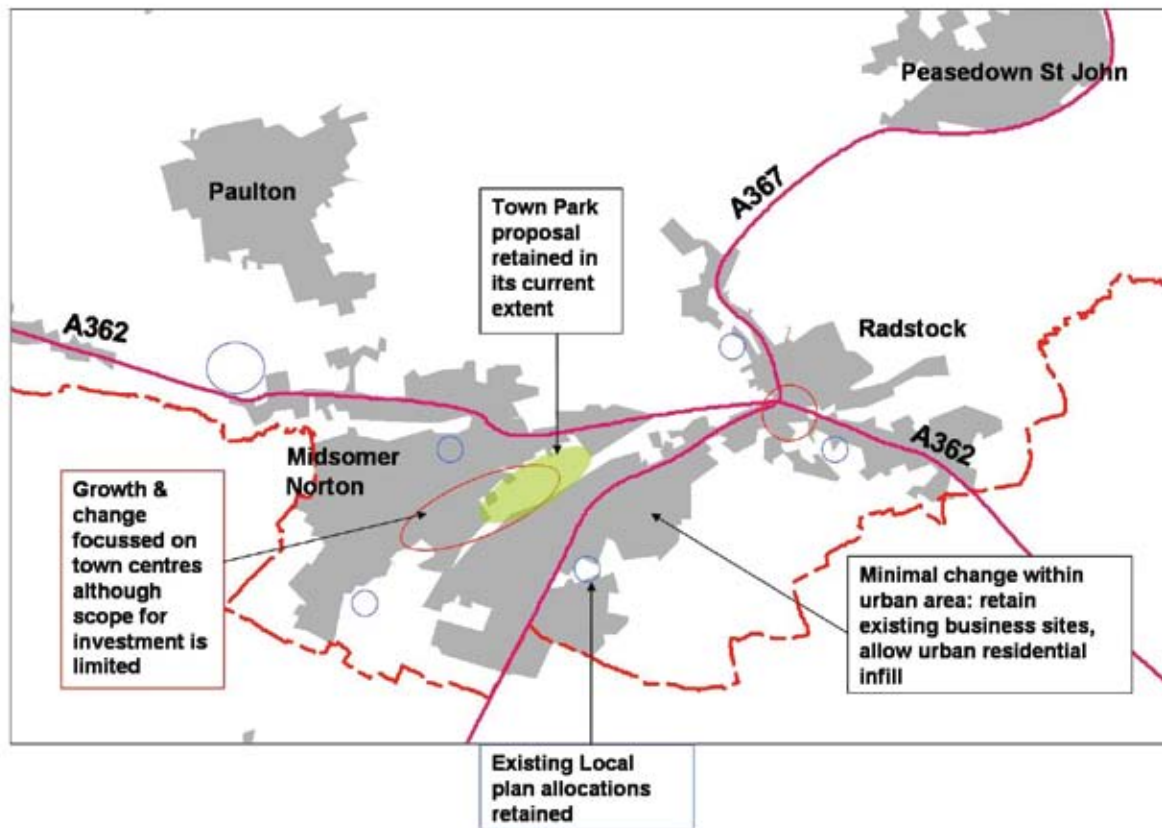 Peasedown St John
Paulton
A367
Town Park
proposal
retained in
its current
extent
Radstock
A362
Midsomer
Norton
A362
Growth &
change
focussed on
town centres
although
scope for
investment is
limited
Minimal change within
urban area: retain
existing business sites,
allow urban residential
infill
Existing Local
plan allocations
retained